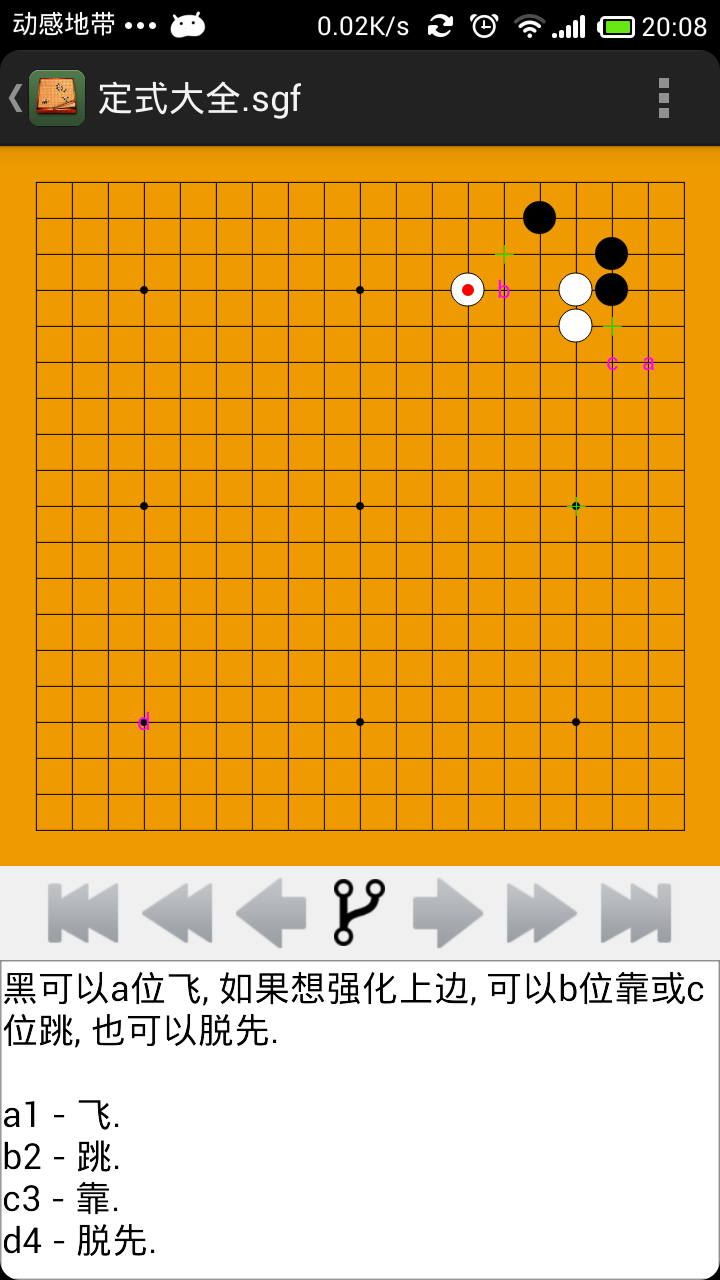 动感地带 ••• 0.02K/s 20:08
定式大全.sgf
b
c a
d
黑可以a位飞, 如果想强化上边, 可以b位靠或c
位跳, 也可以脱先.
a1 - 飞.
b2 - 跳.
c3 - 靠.
d4 - 脱先.